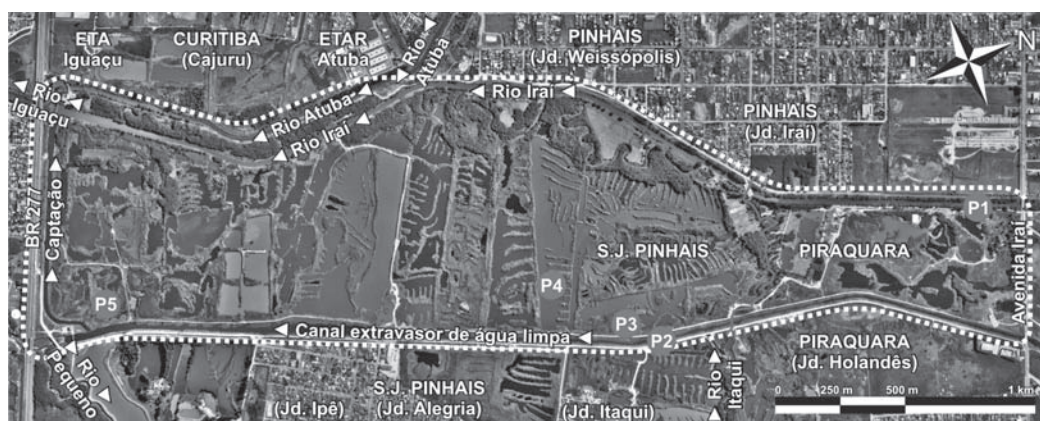 ETA
Iguaçu
CURITIBA
(Cajuru)
ETAR
Atuba
Rio
Atuba
PINHAIS
(Jd. Weissópolis)
N
Rio
Iguaçu
Rio Atuba
Rio Iraí
Rio Iraí
PINHAIS
(Jd. Iraí)
BR 277
Captação
P1
S.J. PINHAIS
PIRAQUARA
Avenida Iraí
P4
P5
Canal extravasor de água limpa
P3
P2
Rio
Pequeno
PIRAQUARA
(Jd. Holandês)
Rio
Itaqui
(Jd. Ipê)
S.J. PINHAIS
(Jd. Alegria)
(Jd. Itaqui)
0 250 m 500 m 1 km